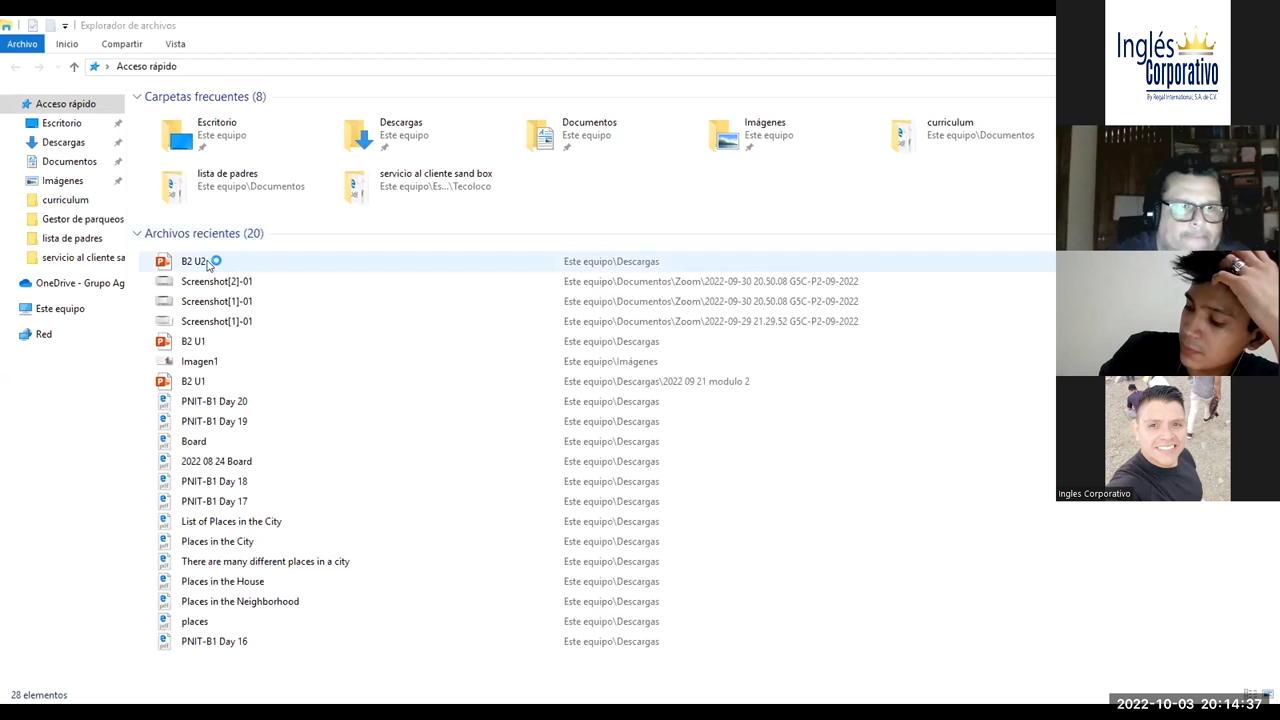 Explorador de archivos
Archivo Inicio Compartir Vista
Acceso rápido
Acceso rápido
Escritorio
Descargas
Documentos
Imágenes
curriculum
Gestor de parqueos
lista de padres
servicio al cliente sa
OneDrive - Grupo Ag
Este equipo
Red
Carpetas frecuentes (8)
Escritorio
Este equipo
Descargas
Este equipo
Documentos
Este equipo
Imágenes
Este equipo
curriculum
Este equipo\Documentos
lista de padres
Este equipo\Documentos
servicio al cliente sand box
Este equipo\Es...\Tecoloco
Archivos recientes (20)
B2 U2 Este equipo\Descargas
Screenshot[2]-01 Este equipo\Documentos\Zoom\2022-09-30 20.50.08 G5C-P2-09-2022
Screenshot[1]-01 Este equipo\Documentos\Zoom\2022-09-30 20.50.08 G5C-P2-09-2022
Screenshot[1]-01 Este equipo\Documentos\Zoom\2022-09-29 21.29.52 G5C-P2-09-2022
B2 U1 Este equipo\Descargas
Imagen1 Este equipo\Imágenes
B2 U1 Este equipo\Descargas\2022 09 21 modulo 2
PNIT-B1 Day 20 Este equipo\Descargas
PNIT-B1 Day 19 Este equipo\Descargas
Board Este equipo\Descargas
2022 08 24 Board Este equipo\Descargas
PNIT-B1 Day 18 Este equipo\Descargas
PNIT-B1 Day 17 Este equipo\Descargas
List of Places in the City Este equipo\Descargas
Places in the City Este equipo\Descargas
There are many different places in a city Este equipo\Descargas
Places in the House Este equipo\Descargas
Places in the Neighborhood Este equipo\Descargas
places Este equipo\Descargas
PNIT-B1 Day 16 Este equipo\Descargas
28 elementos
Inglés
Corporativo
By Regal International, S.A. de C.V.
Ingles Corporativo
2022-10-03 20:14:37